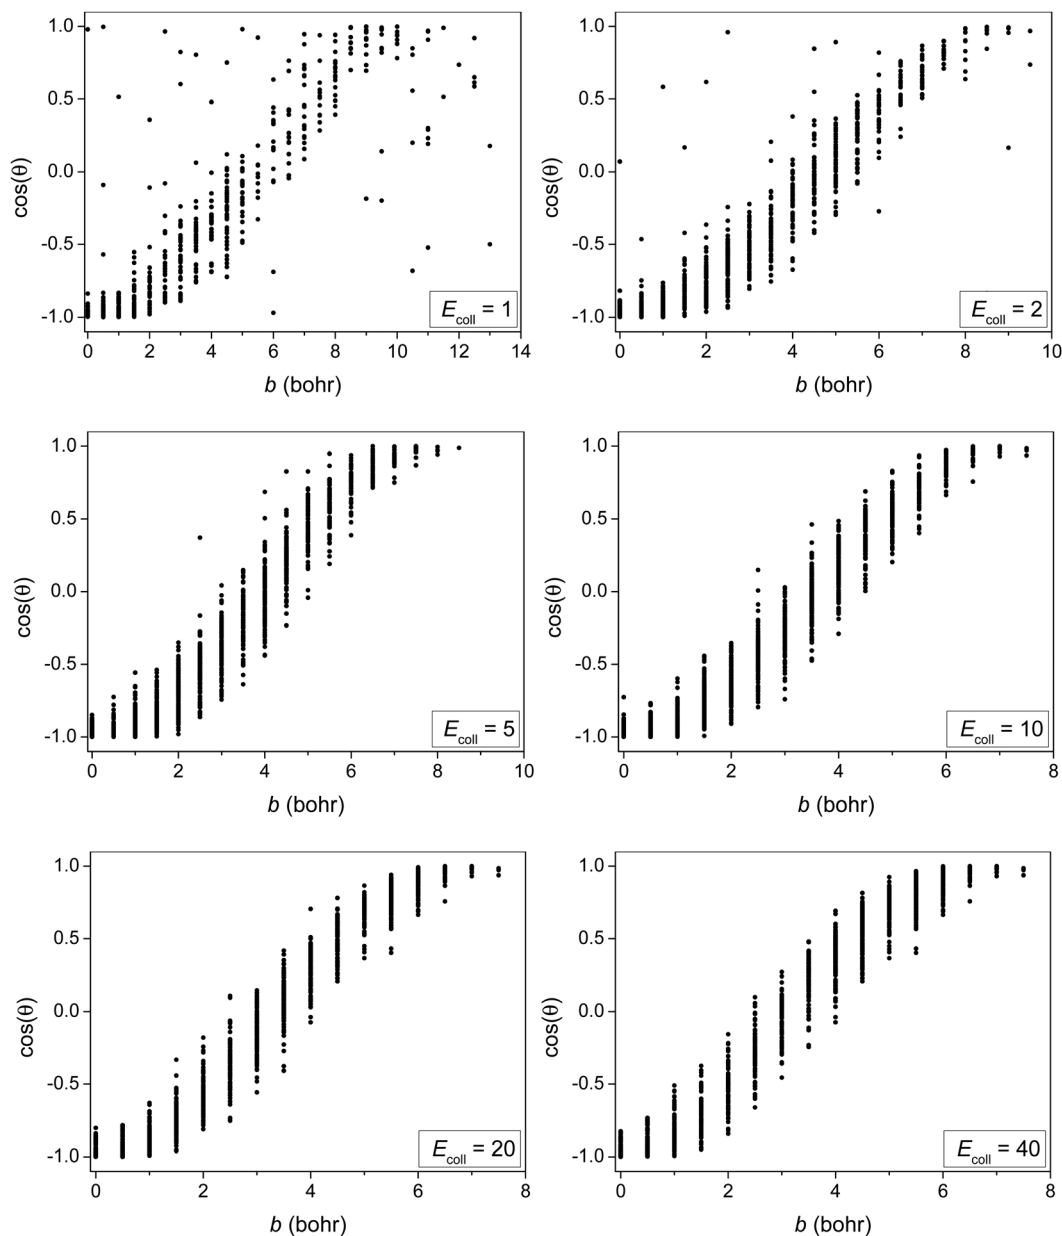 1.0
0.5
0.0
-0.5
-1.0
cos(θ)
0 2 4 6 8 10 12 14
b (bohr)
E_coll = 1
1.0
0.5
0.0
-0.5
-1.0
cos(θ)
0 2 4 6 8 10
b (bohr)
E_coll = 2
1.0
0.5
0.0
-0.5
-1.0
cos(θ)
0 2 4 6 8 10
b (bohr)
E_coll = 5
1.0
0.5
0.0
-0.5
-1.0
cos(θ)
0 2 4 6 8
b (bohr)
E_coll = 10
1.0
0.5
0.0
-0.5
-1.0
cos(θ)
0 2 4 6 8
b (bohr)
E_coll = 20
1.0
0.5
0.0
-0.5
-1.0
cos(θ)
0 2 4 6 8
b (bohr)
E_coll = 40